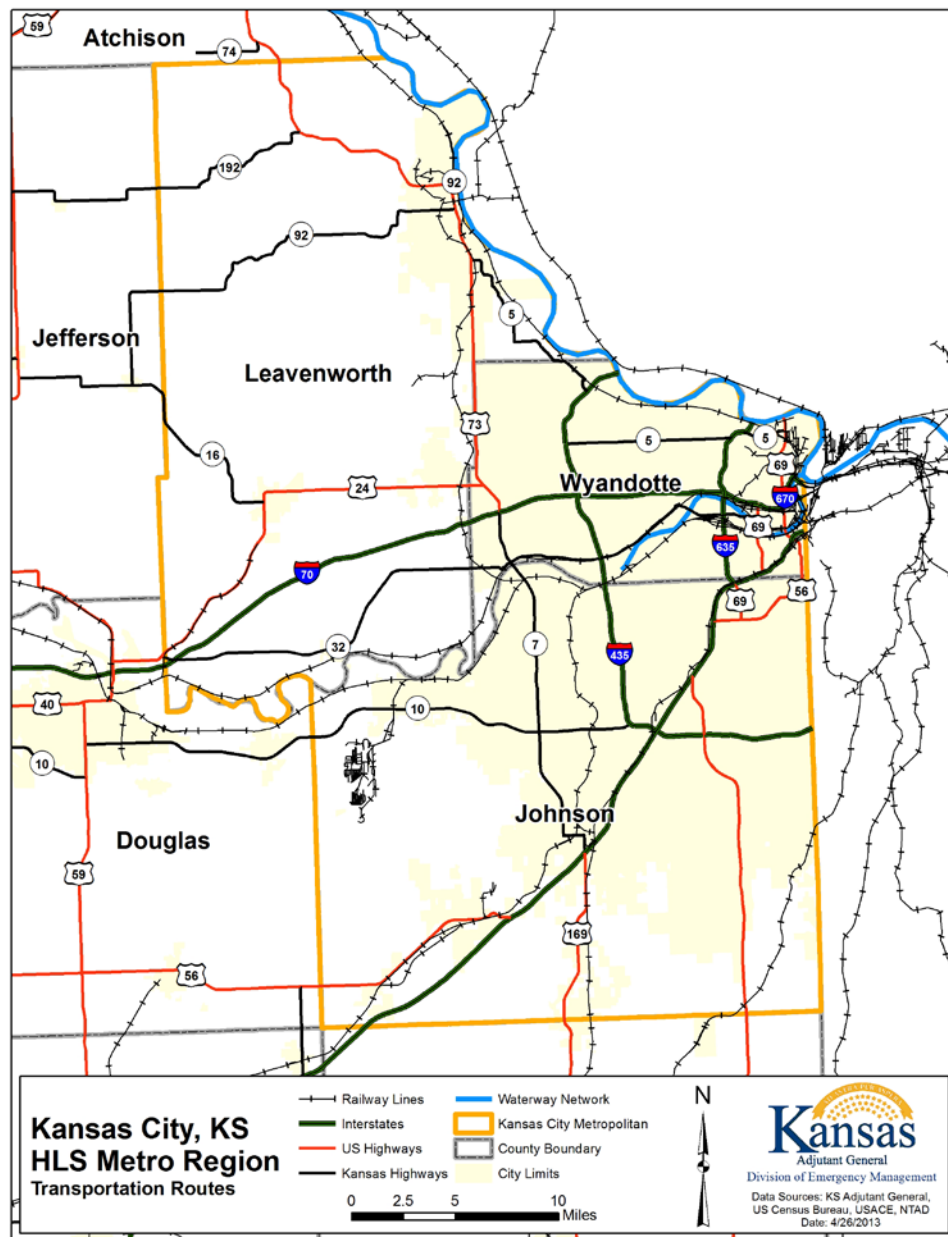 59
Atchison
74
192
92
92
Jefferson
5
Leavenworth
73
5
5
16
69
24
Wyandotte
670
69
635
70
69
56
32
7
435
40
10
10
Johnson
Douglas
59
169
56
Kansas City, KS
HLS Metro Region
Transportation Routes
Railway Lines
Interstates
US Highways
Kansas Highways
Waterway Network
Kansas City Metropolitan
County Boundary
City Limits
0 2.5 5 10
Miles
N
Kansas
Adjutant General
Division of Emergency Management
Data Sources: KS Adjutant General,
US Census Bureau, USACE, NTAD
Date: 4/26/2013